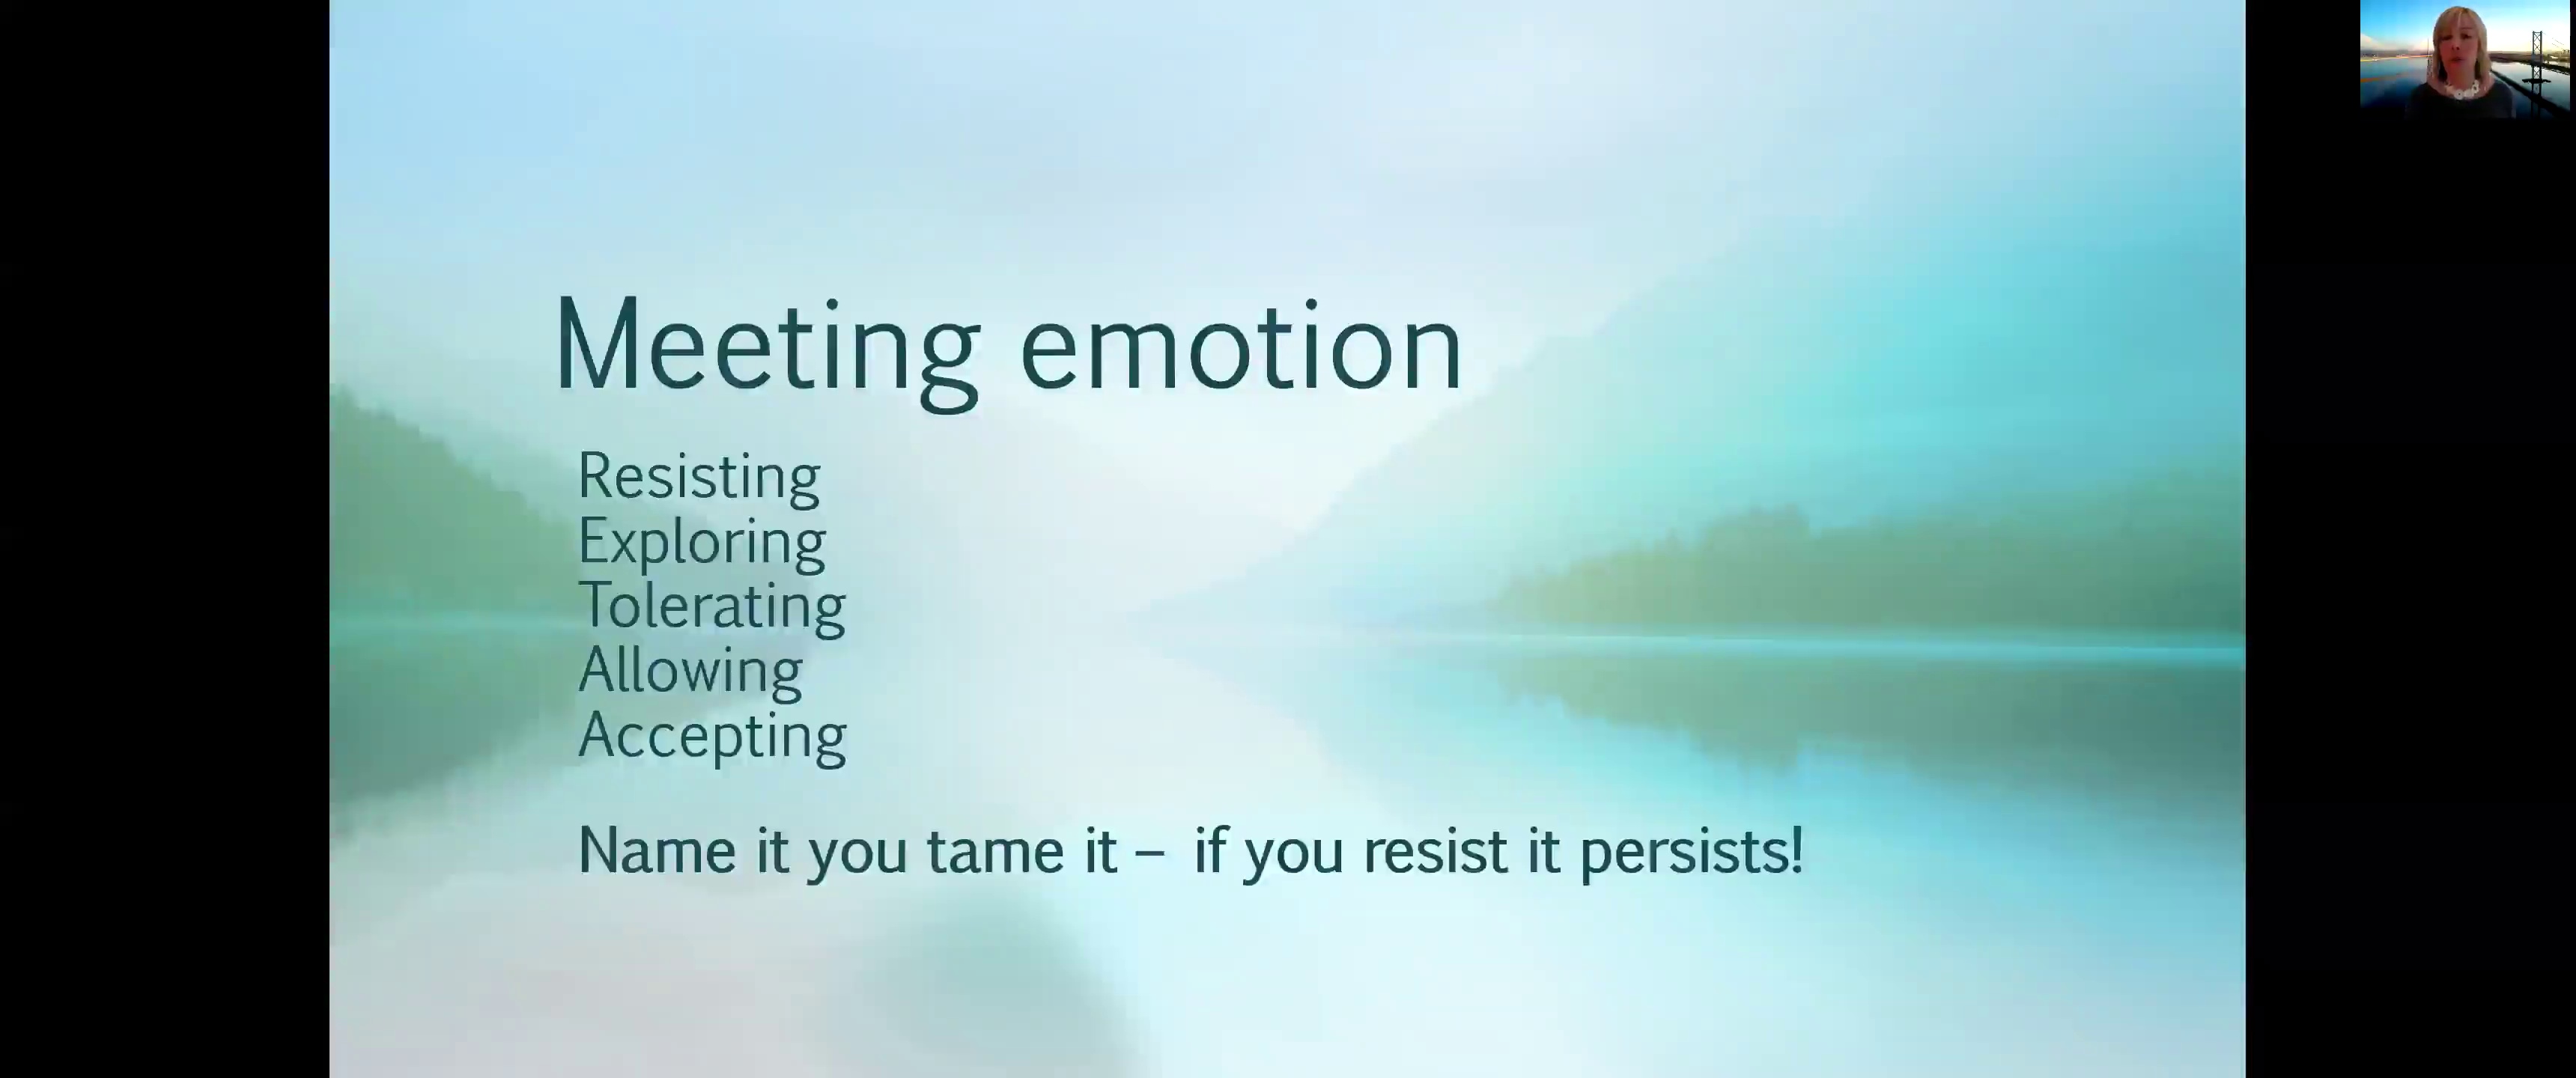 Meeting emotion
Resisting
Exploring
Tolerating
Allowing
Accepting
Name it you tame it – if you resist it persists!